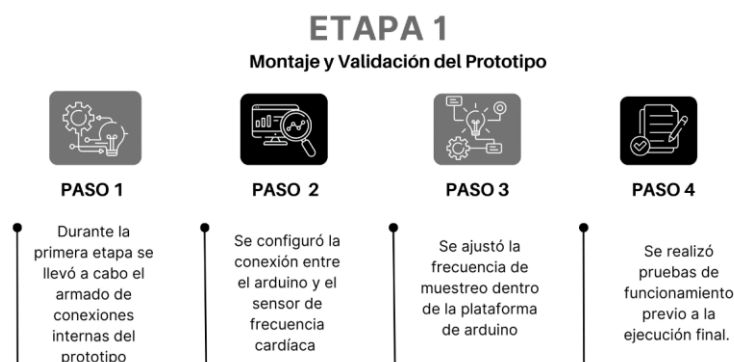 ETAPA 1
Montaje y Validación del Prototipo
PASO 1
Durante la
primera etapa se
llevó a cabo el
armado de
conexiones
internas del
prototipo
PASO 2
Se configuró la
conexión entre
el arduino y el
sensor de
frecuencia
cardíaca
PASO 3
Se ajustó la
frecuencia de
muestreo dentro
de la plataforma
de arduino
PASO 4
Se realizó
pruebas de
funcionamiento
previo a la
ejecución final.